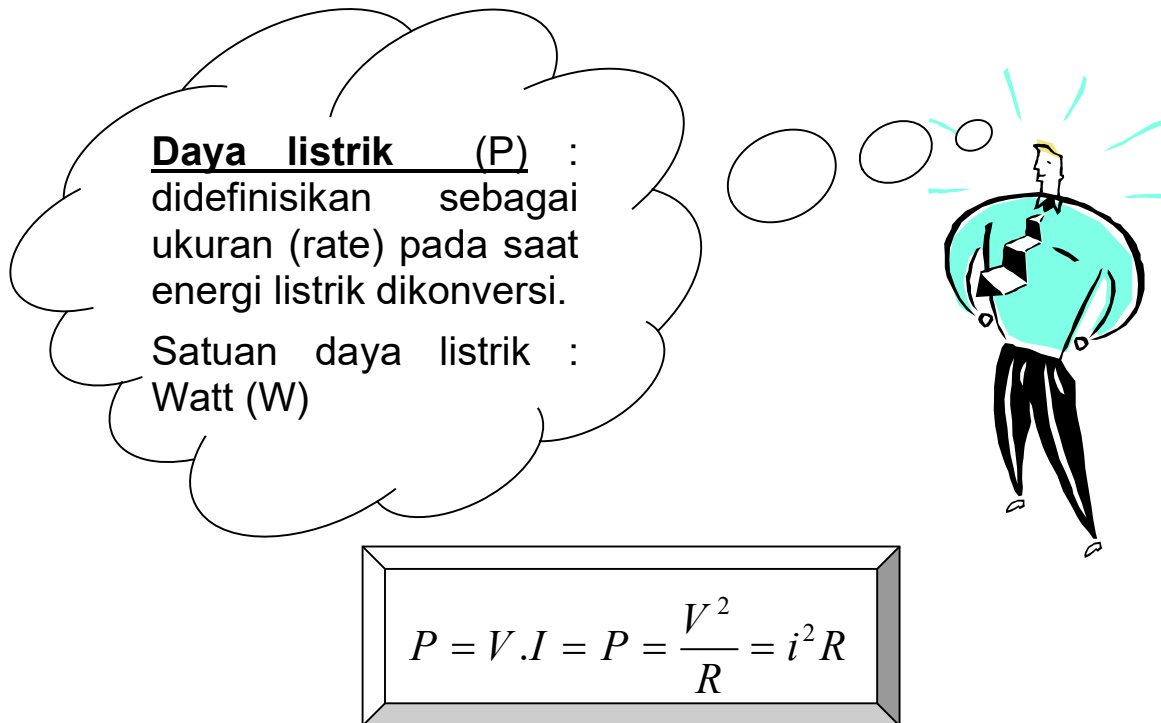 Daya listrik (P) :
didefinisikan sebagai
ukuran (rate) pada saat
energi listrik dikonversi.
Satuan daya listrik :
Watt (W)
P = V.I = P = V²/R = i²R